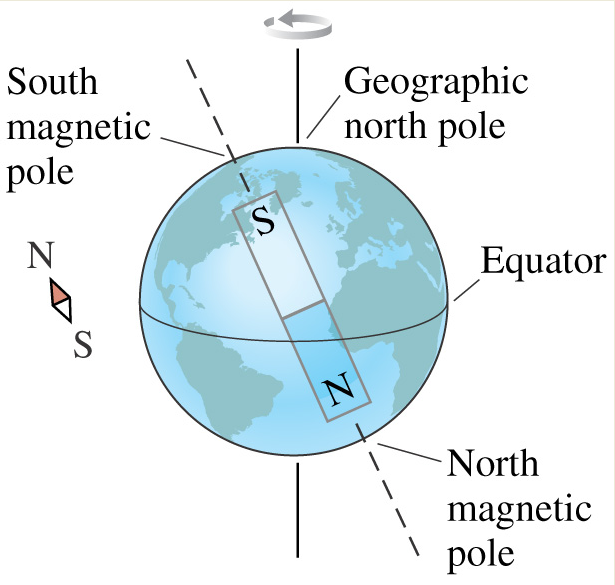 South
magnetic
pole
Geographic
north pole
S
N
S
Equator
N
North
magnetic
pole